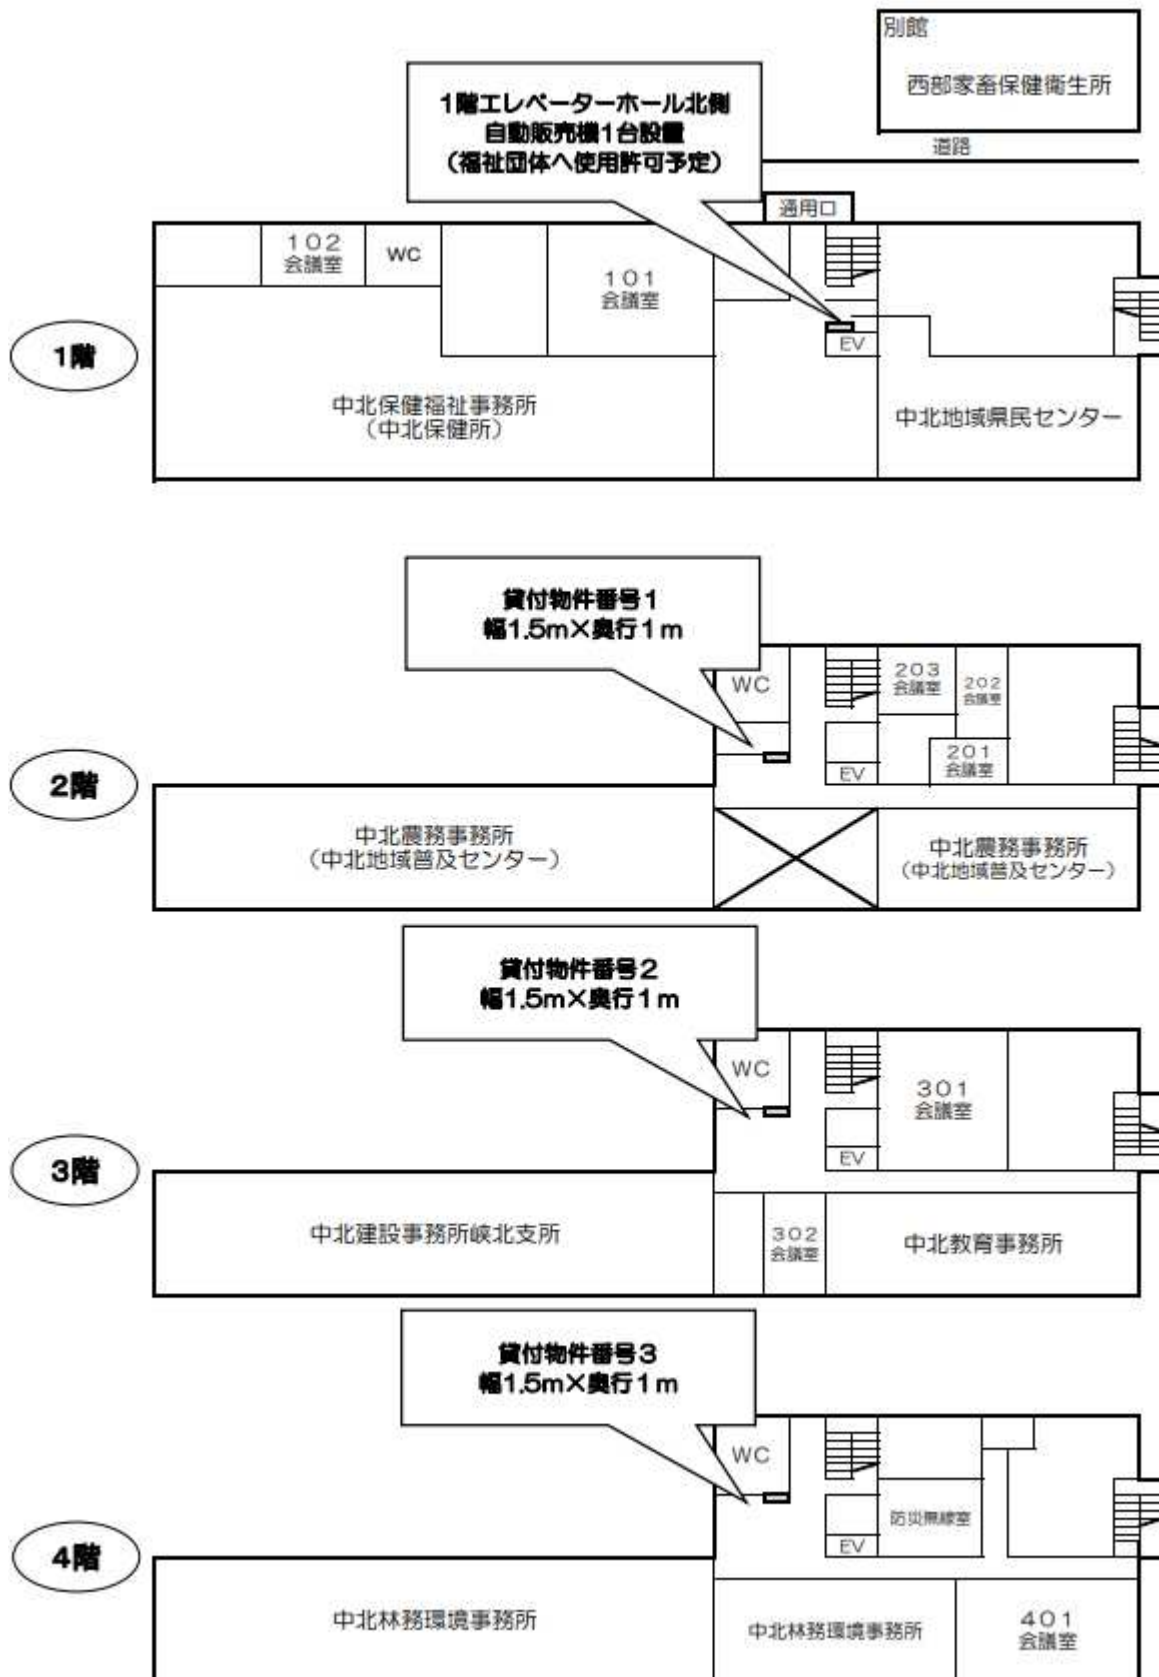 別館
西部家畜保健衛生所
道路
1階エレベーターホール北側
自動販売機1台設置
（福祉団体へ使用許可予定）
通用口
102
会議室
WC
101
会議室
EV
1階
中北保健福祉事務所
（中北保健所）
中北地域県民センター
貸付物件番号1
幅1.5m×奥行1m
WC
203
会議室
202
会議室
201
会議室
EV
2階
中北農務事務所
（中北地域普及センター）
中北農務事務所
（中北地域普及センター）
貸付物件番号2
幅1.5m×奥行1m
WC
301
会議室
EV
3階
中北建設事務所峡北支所
302
会議室
中北教育事務所
貸付物件番号3
幅1.5m×奥行1m
WC
防災無線室
EV
4階
中北林務環境事務所
中北林務環境事務所
401
会議室